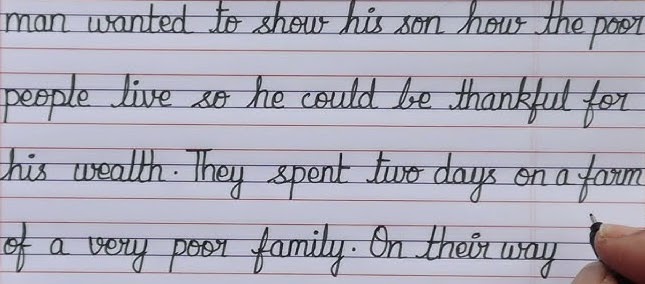 man wanted to show his son how the poor
people live so he could be thankful for
his wealth. They spent two days on a farm
of a very poor family. On their way